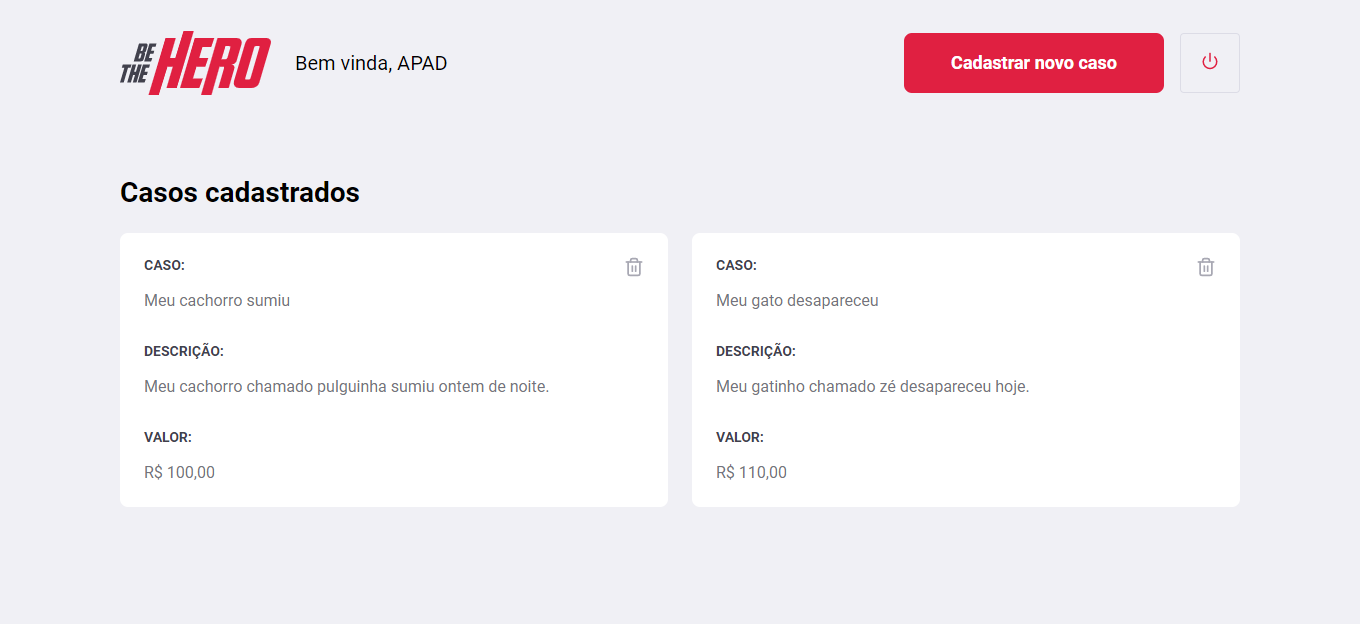 BE THE HERO
Bem vinda, APAD
Cadastrar novo caso
Casos cadastrados
CASO:
Meu cachorro sumiu
DESCRIÇÃO:
Meu cachorro chamado pulguinha sumiu ontem de noite.
VALOR:
R$ 100,00
CASO:
Meu gato desapareceu
DESCRIÇÃO:
Meu gatinho chamado zé desapareceu hoje.
VALOR:
R$ 110,00